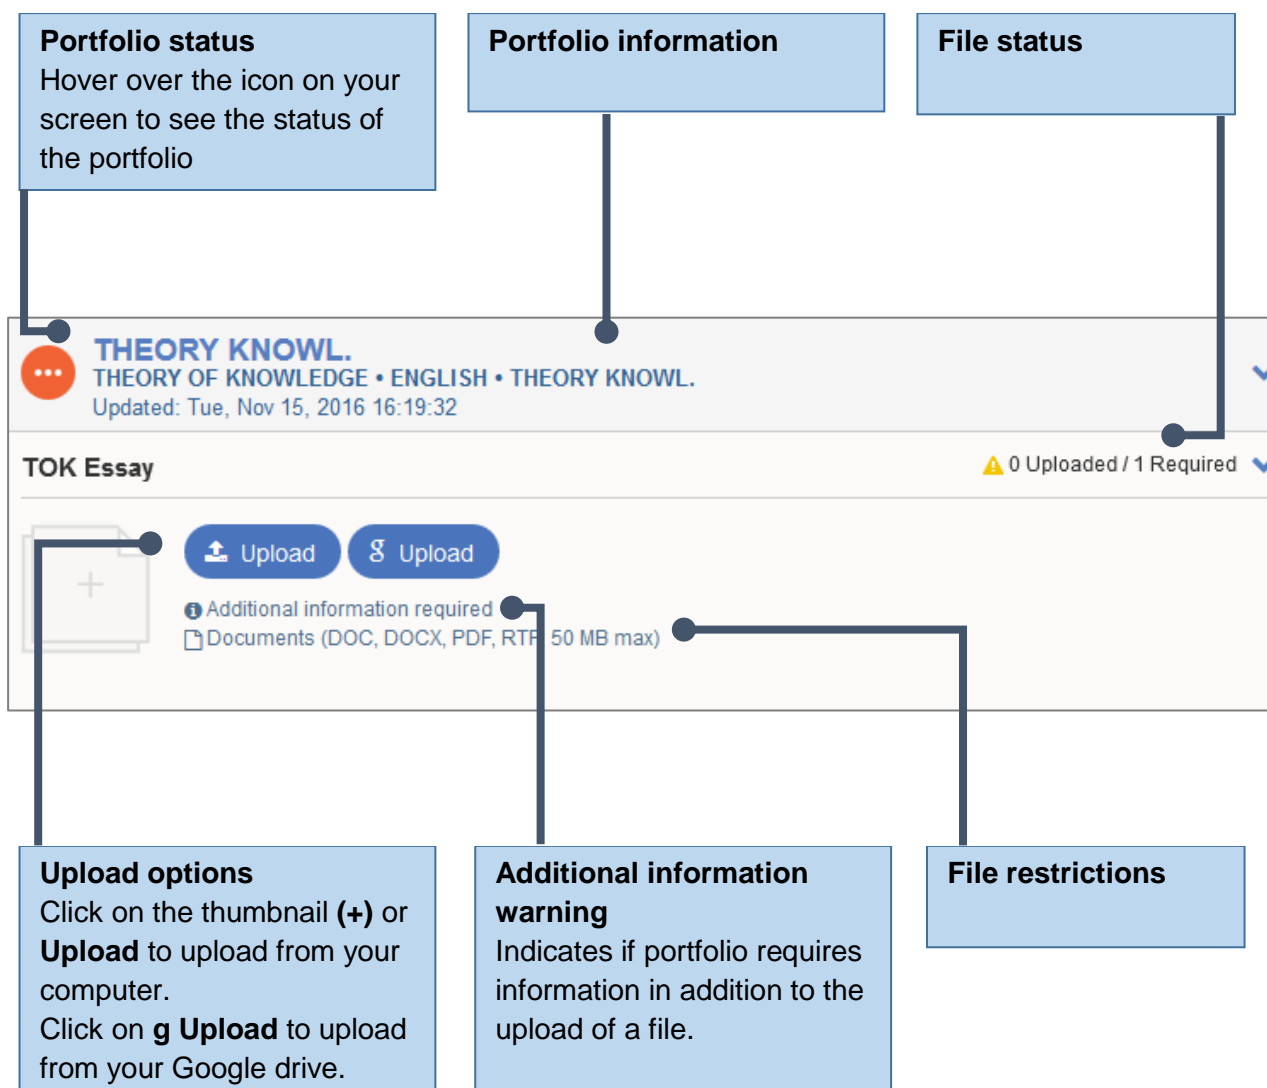 Portfolio status
Hover over the icon on your
screen to see the status of
the portfolio
Portfolio information
File status
THEORY KNOWL.
THEORY OF KNOWLEDGE • ENGLISH • THEORY KNOWL.
Updated: Tue, Nov 15, 2016 16:19:32
TOK Essay
0 Uploaded / 1 Required
Upload
g Upload
Additional information required
Documents (DOC, DOCX, PDF, RTF, 50 MB max)
Upload options
Click on the thumbnail (+) or
Upload to upload from your
computer.
Click on g Upload to upload
from your Google drive.
Additional information
warning
Indicates if portfolio requires
information in addition to the
upload of a file.
File restrictions